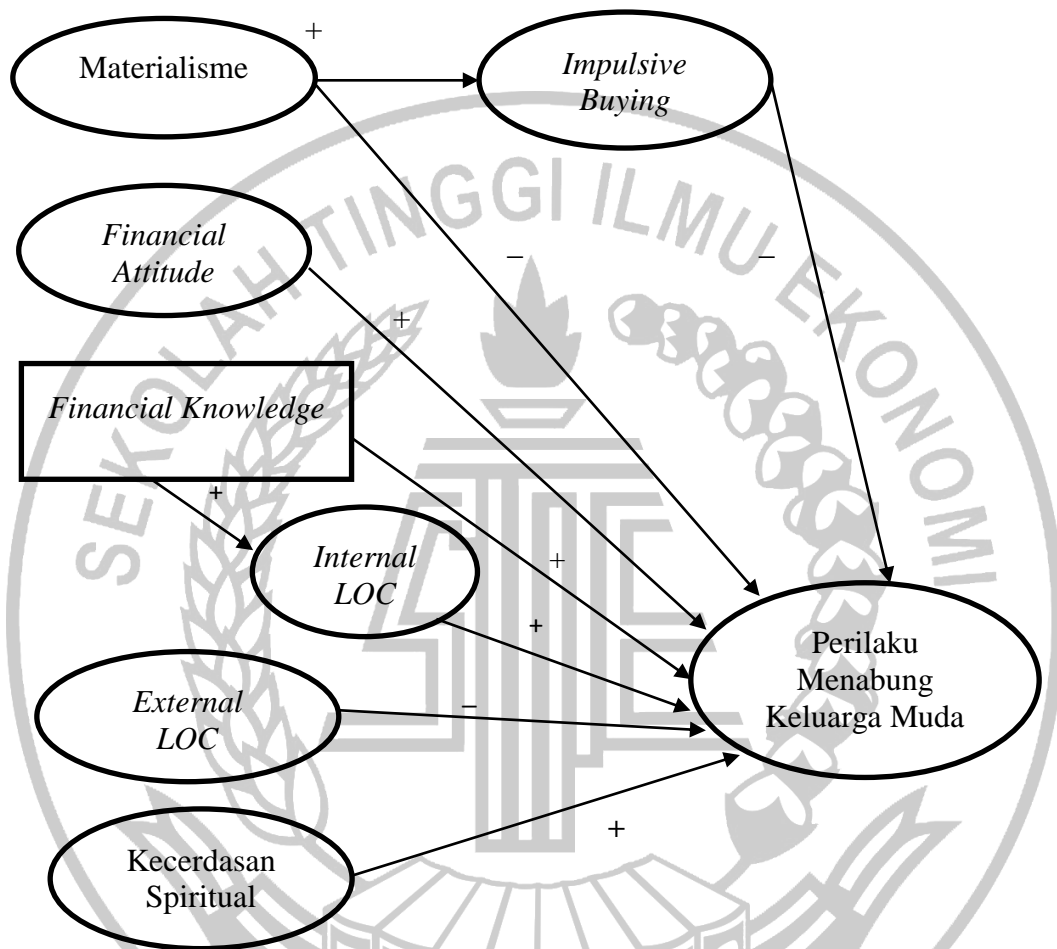 +
Materialisme
Impulsive
Buying
SEKOLAH TINGGI ILMU EKONOMI
–
–
Financial
Attitude
+
Financial Knowledge
+
Internal
LOC
+
+
Perilaku
Menabung
Keluarga Muda
External
LOC
–
Kecerdasan
Spiritual
+